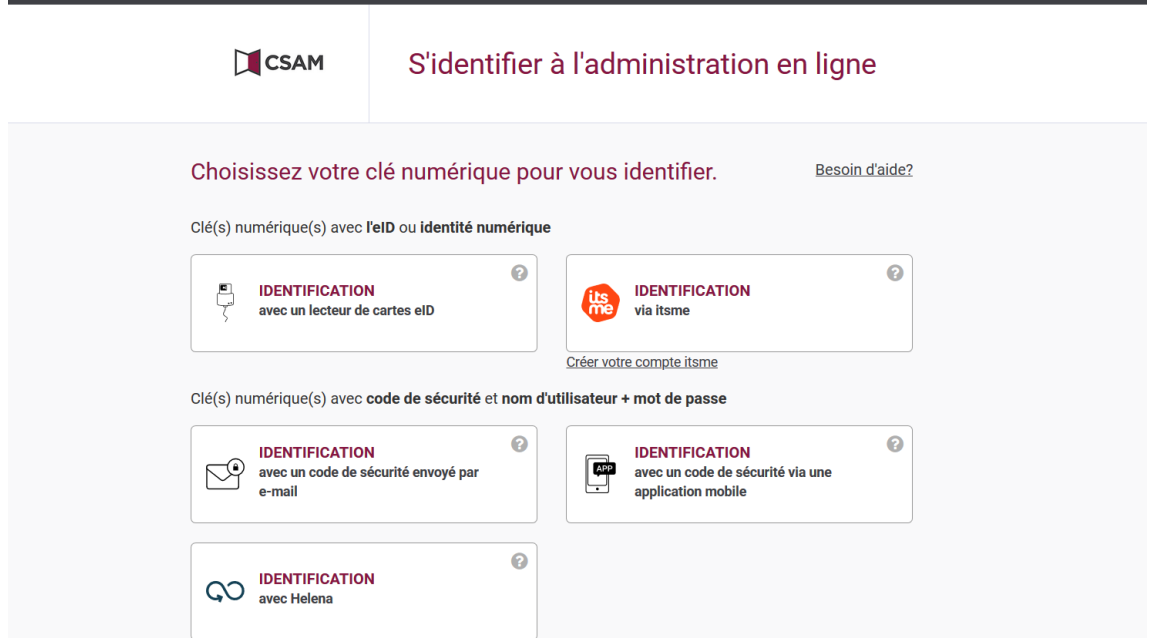 CSAM
S'identifier à l'administration en ligne
Choisissez votre clé numérique pour vous identifier.
Besoin d'aide?
Clé(s) numérique(s) avec l'eID ou identité numérique
?
IDENTIFICATION
avec un lecteur de cartes eID
?
its
me
IDENTIFICATION
via itsme
Créer votre compte itsme
Clé(s) numérique(s) avec code de sécurité et nom d'utilisateur + mot de passe
?
IDENTIFICATION
avec un code de sécurité envoyé par
e-mail
?
APP
IDENTIFICATION
avec un code de sécurité via une
application mobile
?
IDENTIFICATION
avec Helena